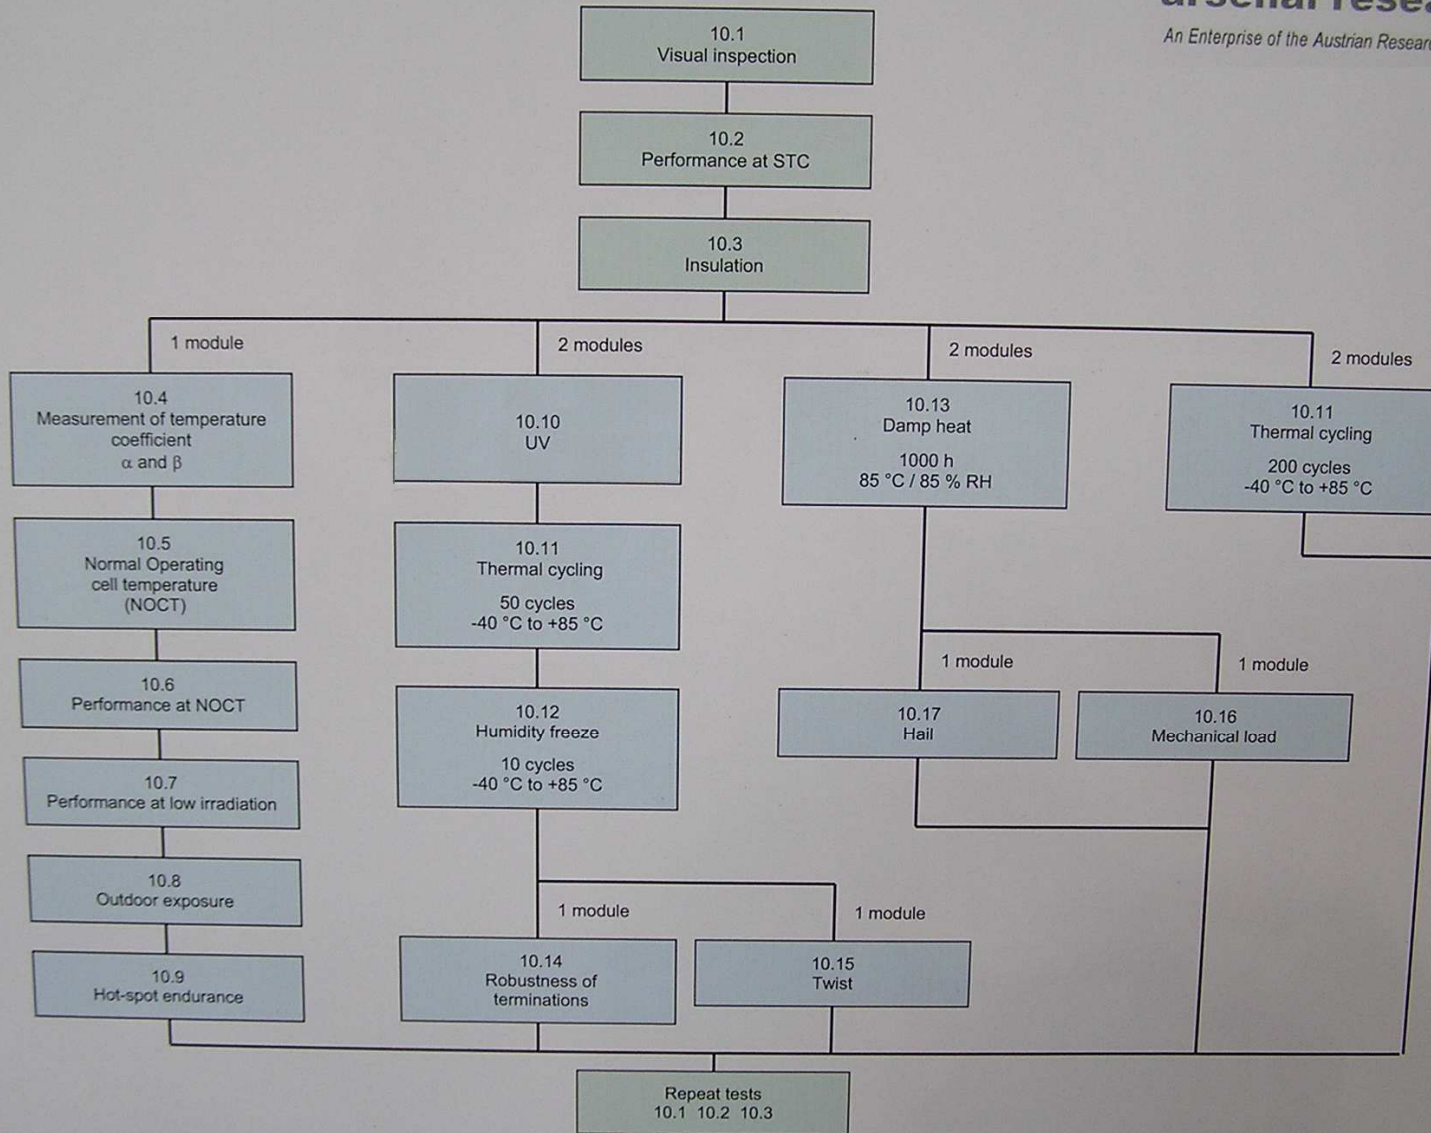 An Enterprise of the Austrian
10.1
Visual inspection
10.2
Performance at STC
10.3
Insulation
1 module
2 modules
2 modules
2 modules
10.4
Measurement of temperature
coefficient
α and β
10.5
Normal Operating
cell temperature
(NOCT)
10.6
Performance at NOCT
10.7
Performance at low irradiation
10.8
Outdoor exposure
10.9
Hot-spot endurance
10.10
UV
10.11
Thermal cycling
50 cycles
-40 °C to +85 °C
10.12
Humidity freeze
10 cycles
-40 °C to +85 °C
1 module
1 module
10.14
Robustness of
terminations
10.15
Twist
10.13
Damp heat
1000 h
85 °C / 85 % RH
1 module
1 module
10.17
Hail
10.16
Mechanical load
10.11
Thermal cycling
200 cycles
-40 °C to +85 °C
Repeat tests
10.1 10.2 10.3